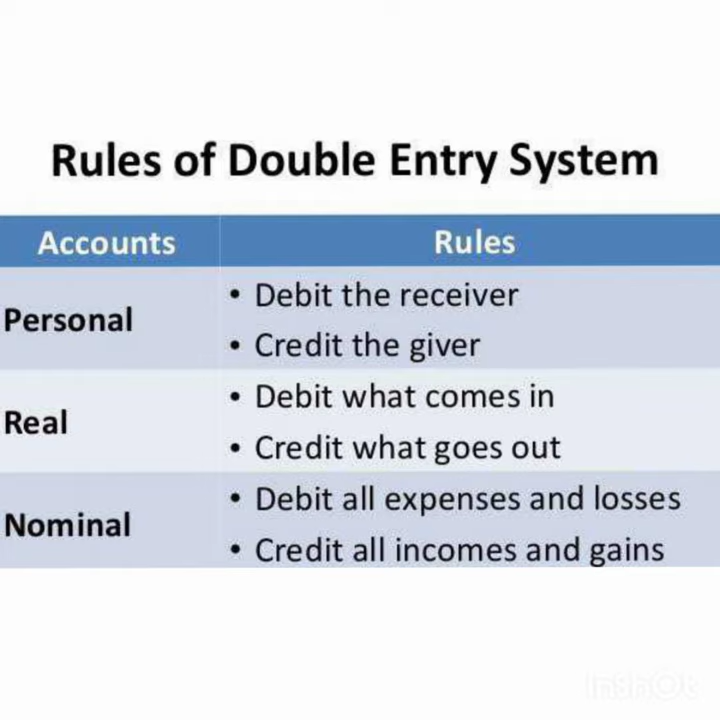 Rules of Double Entry System
Accounts Rules
Personal
• Debit the receiver
• Credit the giver
Real
• Debit what comes in
• Credit what goes out
Nominal
• Debit all expenses and losses
• Credit all incomes and gains
InShOt